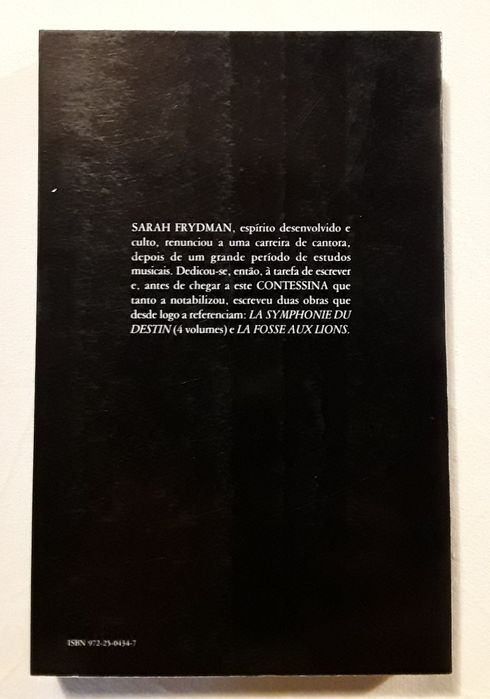 SARAH FRYDMAN, espírito desenvolvido e
culto, renunciou a uma carreira de cantora,
depois de um grande período de estudos
musicais. Dedicou-se, então, à tarefa de escrever
e, antes de chegar a este CONTESSINA que
tanto a notabilizou, escreveu duas obras que
desde logo a referenciam: LA SYMPHONIE DU
DESTIN (4 volumes) e LA FOSSE AUX LIONS.
ISBN 972-25-0434-7